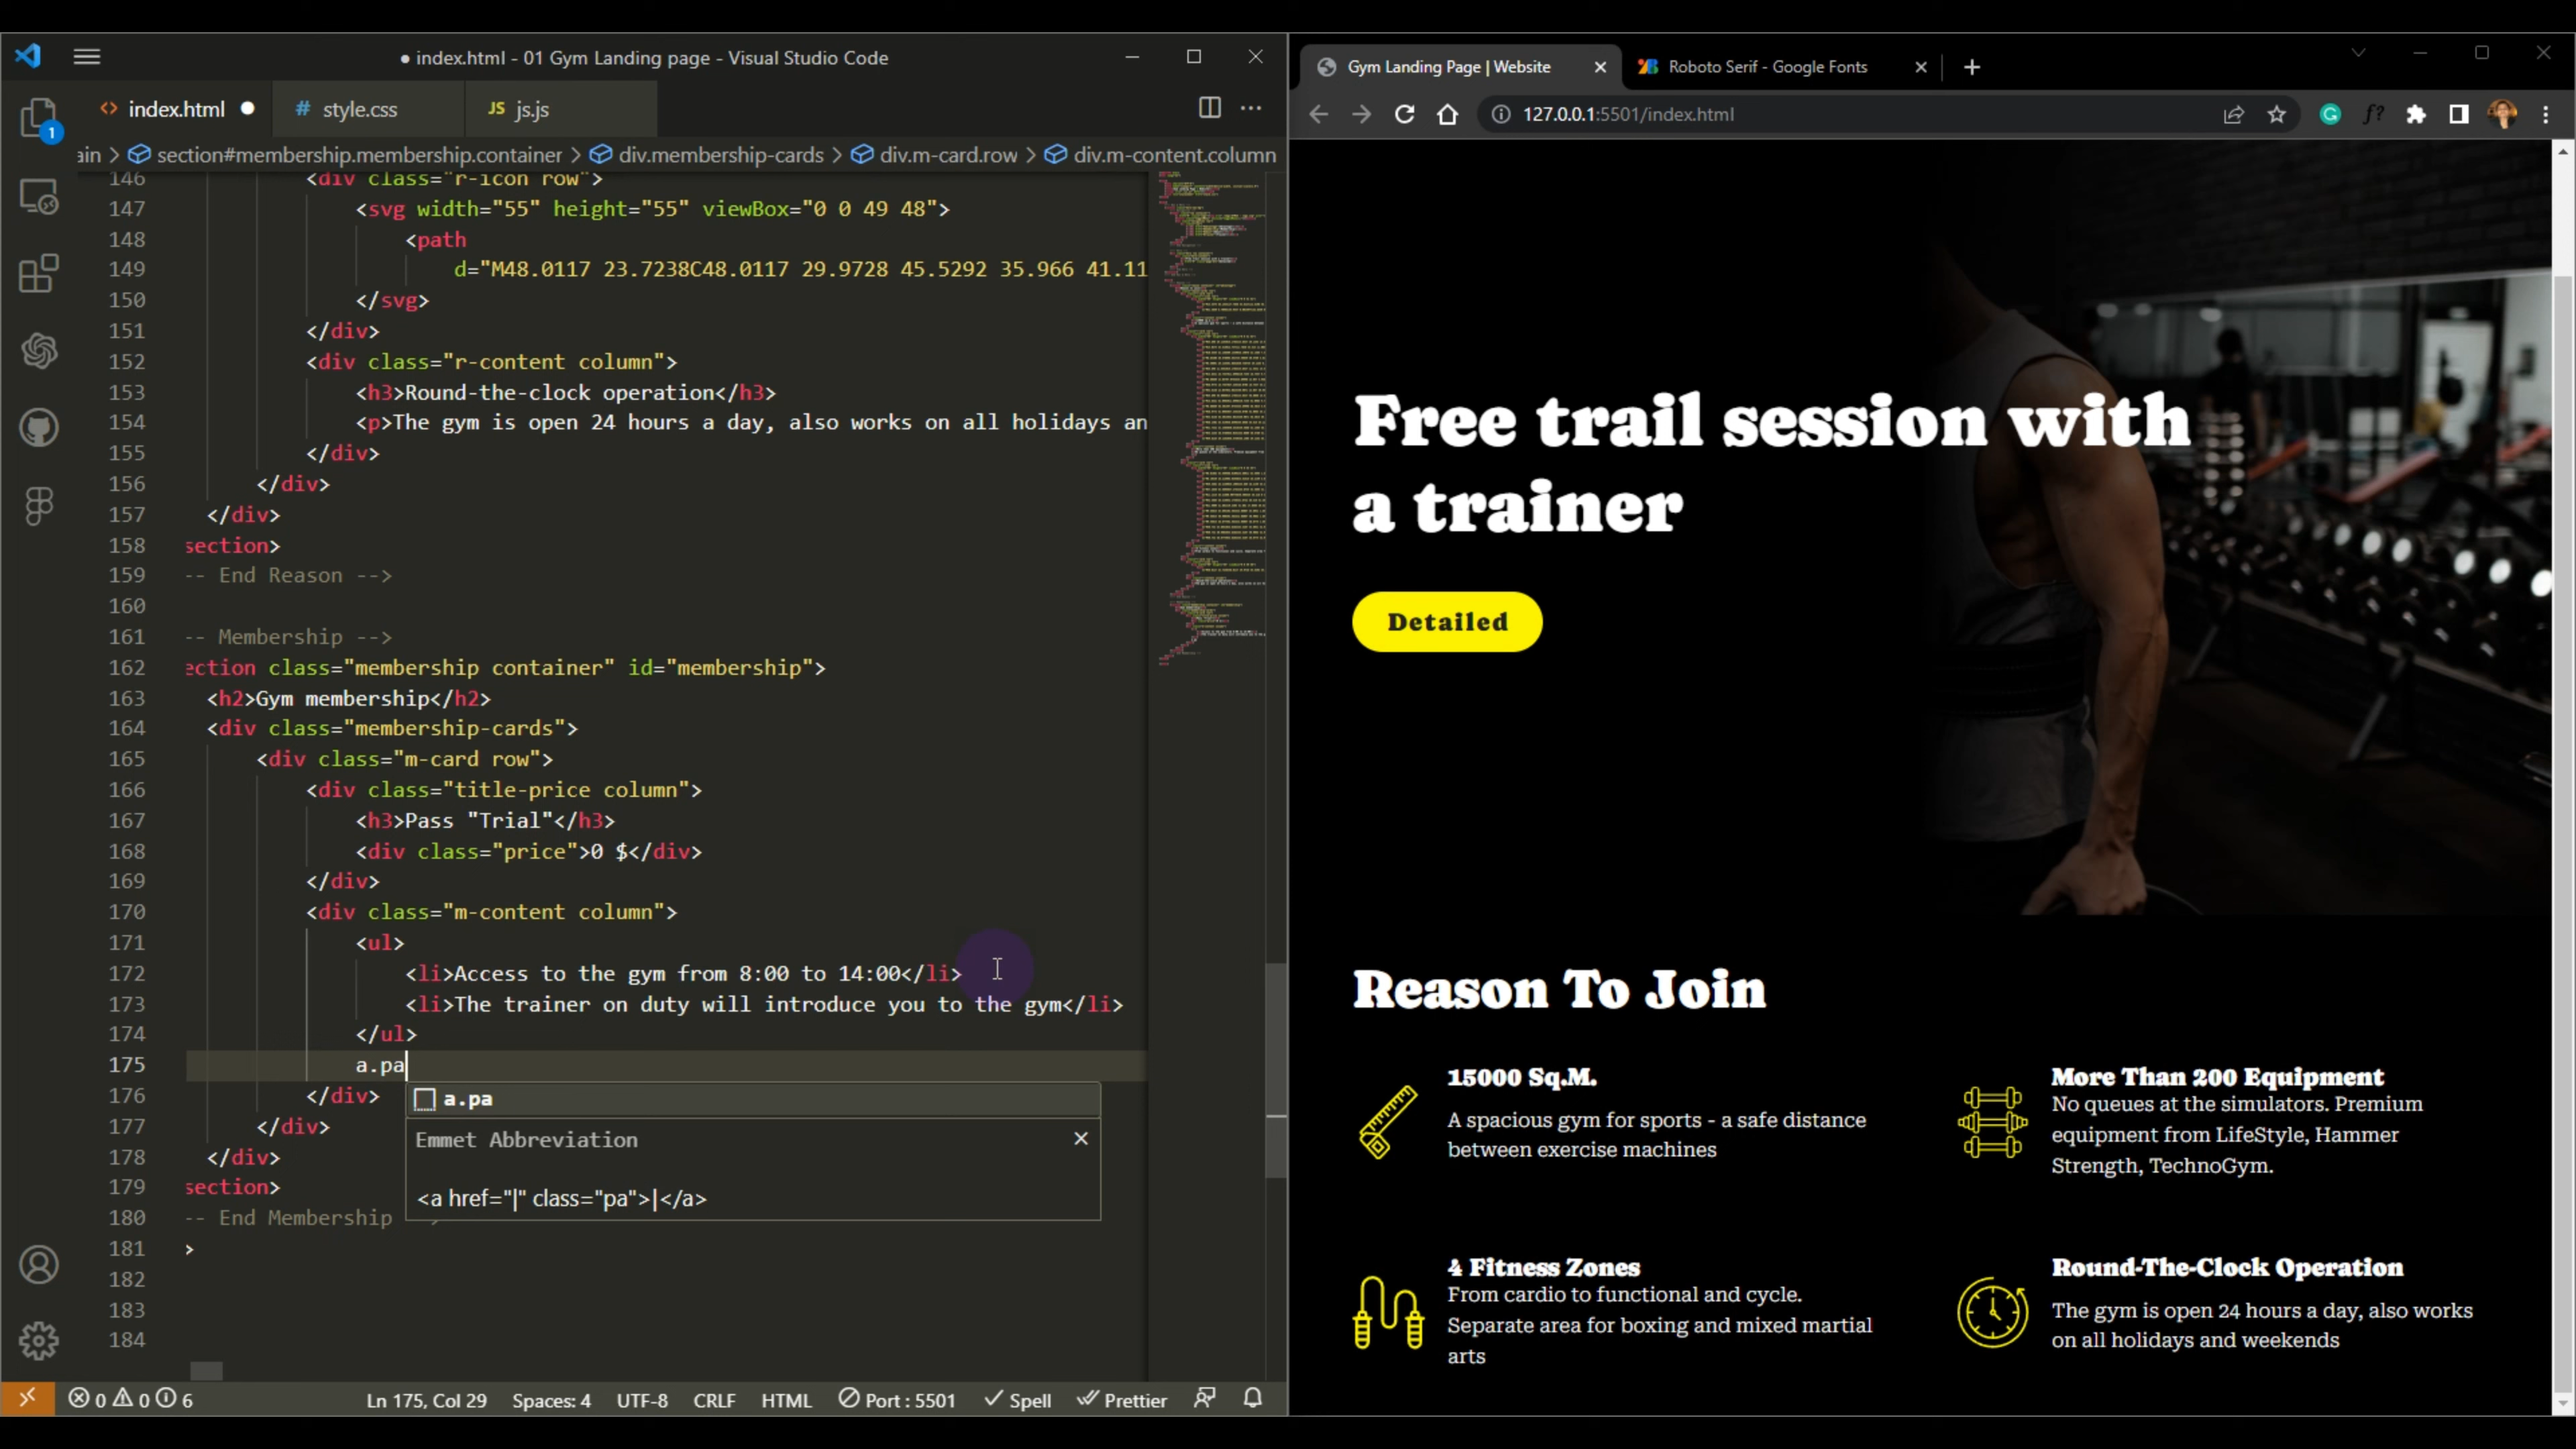 ● index.html - 01 Gym Landing page - Visual Studio Code
1
<> index.html ●
# style.css
JS js.js
ain > section#membership.membership.container > div.membership-cards > div.m-card.row > div.m-content.column
146 <div class="r-icon row">
147 <svg width="55" height="55" viewBox="0 0 49 48">
148 <path
149 d="M48.0117 23.7238C48.0117 29.9728 45.5292 35.966 41.11
150 </svg>
151 </div>
152 <div class="r-content column">
153 <h3>Round-the-clock operation</h3>
154 <p>The gym is open 24 hours a day, also works on all holidays an
155 </div>
156 </div>
157 </div>
158 section>
159 -- End Reason -->
160
161 -- Membership -->
162 ection class="membership container" id="membership">
163 <h2>Gym membership</h2>
164 <div class="membership-cards">
165 <div class="m-card row">
166 <div class="title-price column">
167 <h3>Pass "Trial"</h3>
168 <div class="price">0 $</div>
169 </div>
170 <div class="m-content column">
171 <ul>
172 <li>Access to the gym from 8:00 to 14:00</li>
173 <li>The trainer on duty will introduce you to the gym</li>
174 </ul>
175 a.pa
176 </div>
177 </div>
178 </div>
179 section>
180 -- End Membership
181 >
182
183
184
a.pa
Emmet Abbreviation
<a href="|" class="pa">|</a>
0 0 6
Ln 175, Col 29
Spaces: 4
UTF-8
CRLF
HTML
Port : 5501
Spell
Prettier
Gym Landing Page | Website
Roboto Serif - Google Fonts
127.0.0.1:5501/index.html
f?
Free trail session with
a trainer
Detailed
Reason To Join
15000 Sq.M.
A spacious gym for sports - a safe distance
between exercise machines
More Than 200 Equipment
No queues at the simulators. Premium
equipment from LifeStyle, Hammer
Strength, TechnoGym.
4 Fitness Zones
From cardio to functional and cycle.
Separate area for boxing and mixed martial
arts
Round-The-Clock Operation
The gym is open 24 hours a day, also works
on all holidays and weekends